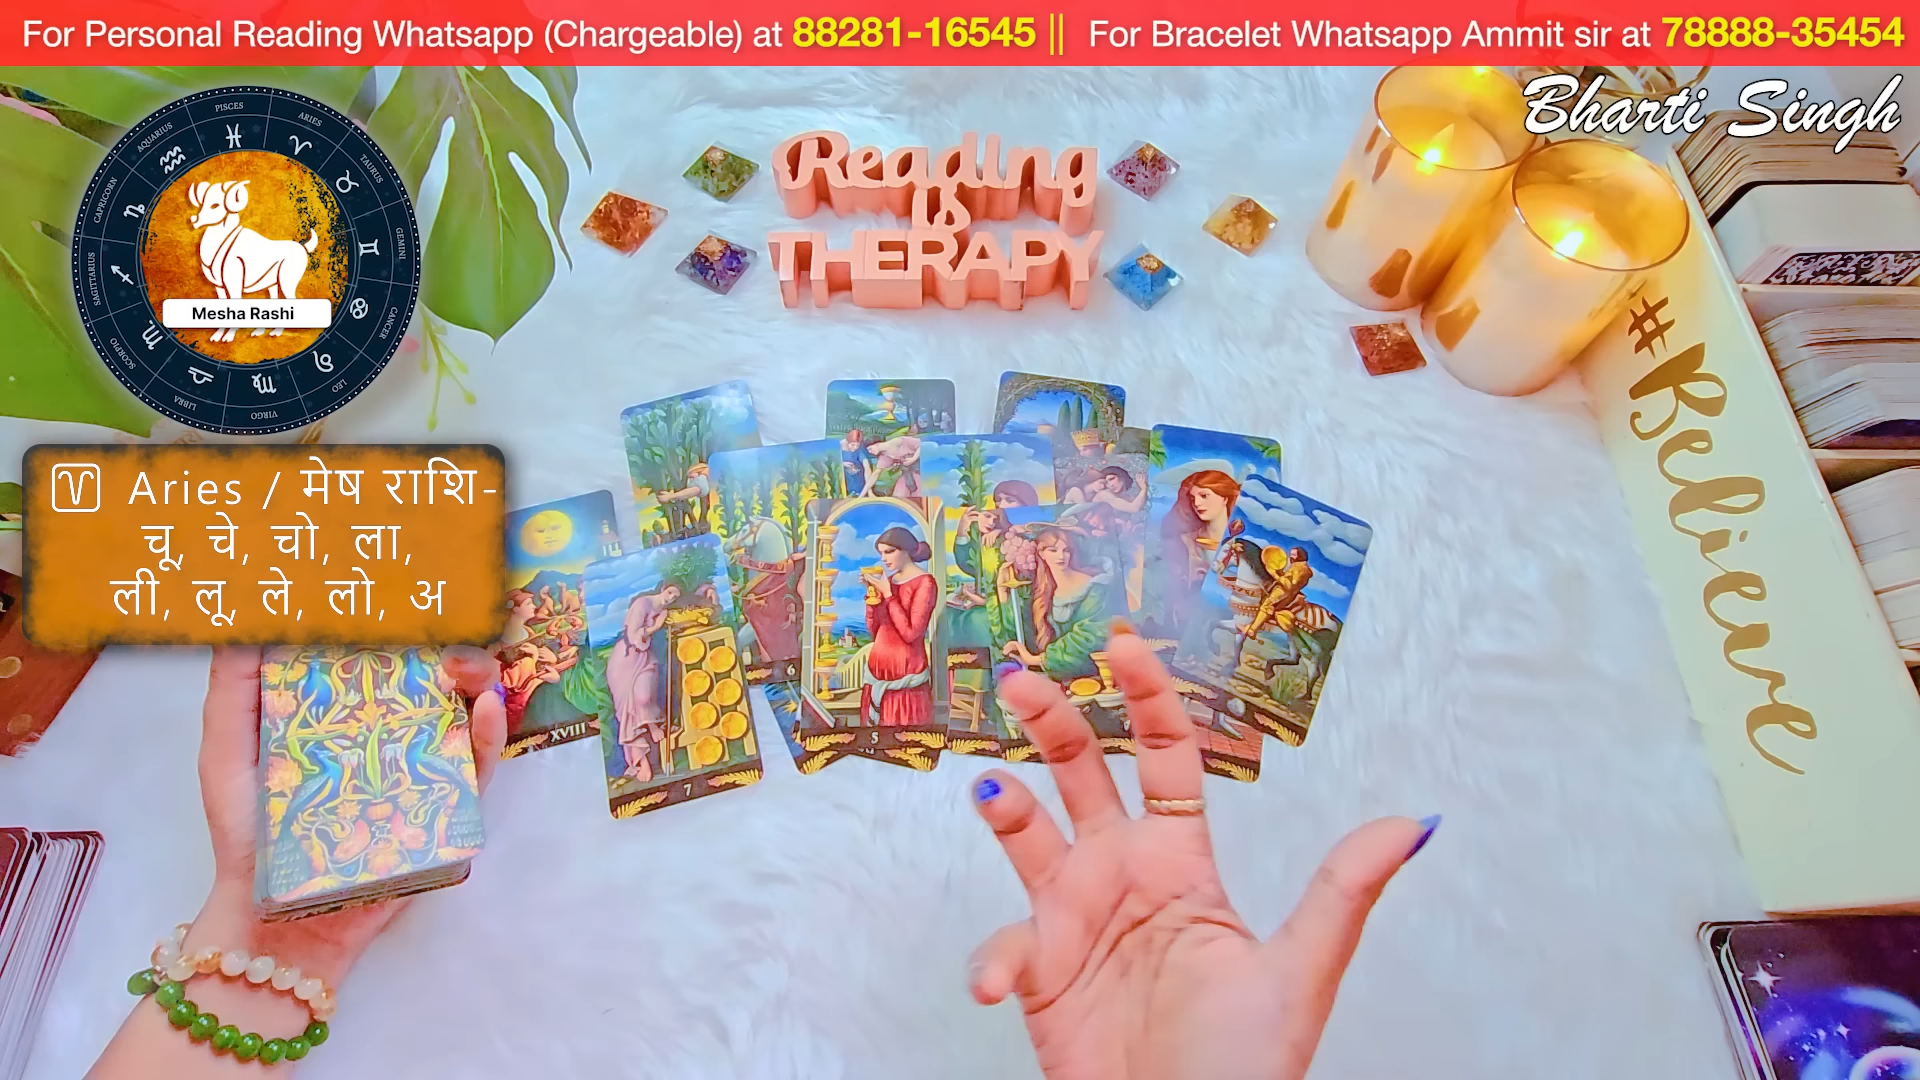 For Personal Reading Whatsapp (Chargeable) at 88281-16545 || For Bracelet Whatsapp Ammit sir at 78888-35454
Bharti Singh
PISCES
ARIES
TAURUS
GEMINI
CANCER
LEO
VIRGO
LIBRA
SCORPIO
SAGITTARIUS
CAPRICORN
AQUARIUS
Mesha Rashi
Reading
is
THERAPY
#Believe
♈ Aries / मेष राशि-
चू, चे, चो, ला,
ली, लू, ले, लो, अ
XVIII
7
6
5